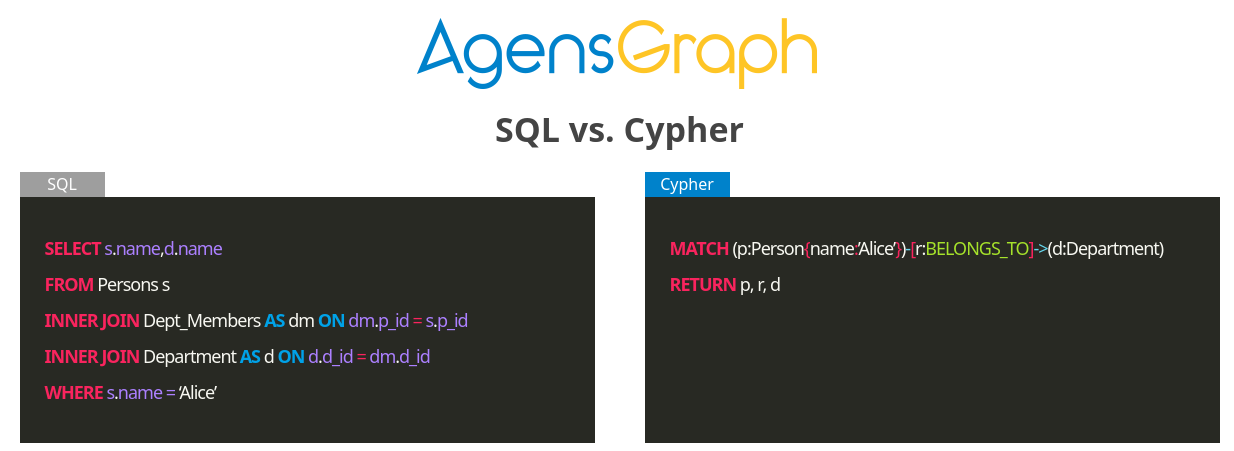 AgensGraph
SQL vs. Cypher
SQL
SELECT s.name,d.name
FROM Persons s
INNER JOIN Dept_Members AS dm ON dm.p_id = s.p_id
INNER JOIN Department AS d ON d.d_id = dm.d_id
WHERE s.name = ‘Alice’
Cypher
MATCH (p:Person{name:‘Alice’})-[r:BELONGS_TO]->(d:Department)
RETURN p, r, d